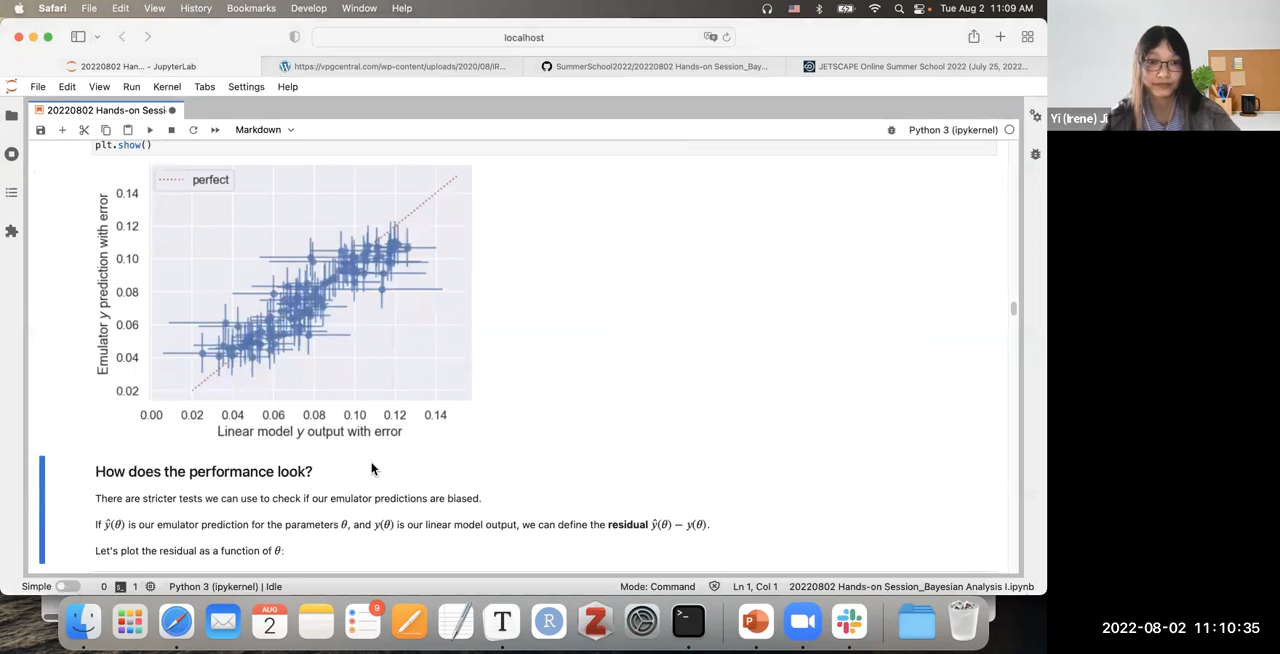 Safari File Edit View History Bookmarks Develop Window Help Tue Aug 2 11:09 AM
localhost
20220802 Han... - JupyterLab https://vpgcentral.com/wp-content/uploads/2020/08/IR... SummerSchool2022/20220802 Hands-on Session_Bay... JETSCAPE Online Summer School 2022 (July 25, 2022...
File Edit View Run Kernel Tabs Settings Help
20220802 Hands-on Sessi
Markdown Python 3 (ipykernel)
plt.show()
perfect
Emulator y prediction with error
0.14
0.12
0.10
0.08
0.06
0.04
0.02
0.00 0.02 0.04 0.06 0.08 0.10 0.12 0.14
Linear model y output with error
How does the performance look?
There are stricter tests we can use to check if our emulator predictions are biased.
If ŷ(θ) is our emulator prediction for the parameters θ, and y(θ) is our linear model output, we can define the residual ŷ(θ) − y(θ).
Let's plot the residual as a function of θ:
Simple 0 1 Python 3 (ipykernel) | Idle Mode: Command Ln 1, Col 1 20220802 Hands-on Session_Bayesian Analysis I.ipynb
AUG
2
9
T
R
Z
P
Yi (Irene) Ji
2022-08-02 11:10:35